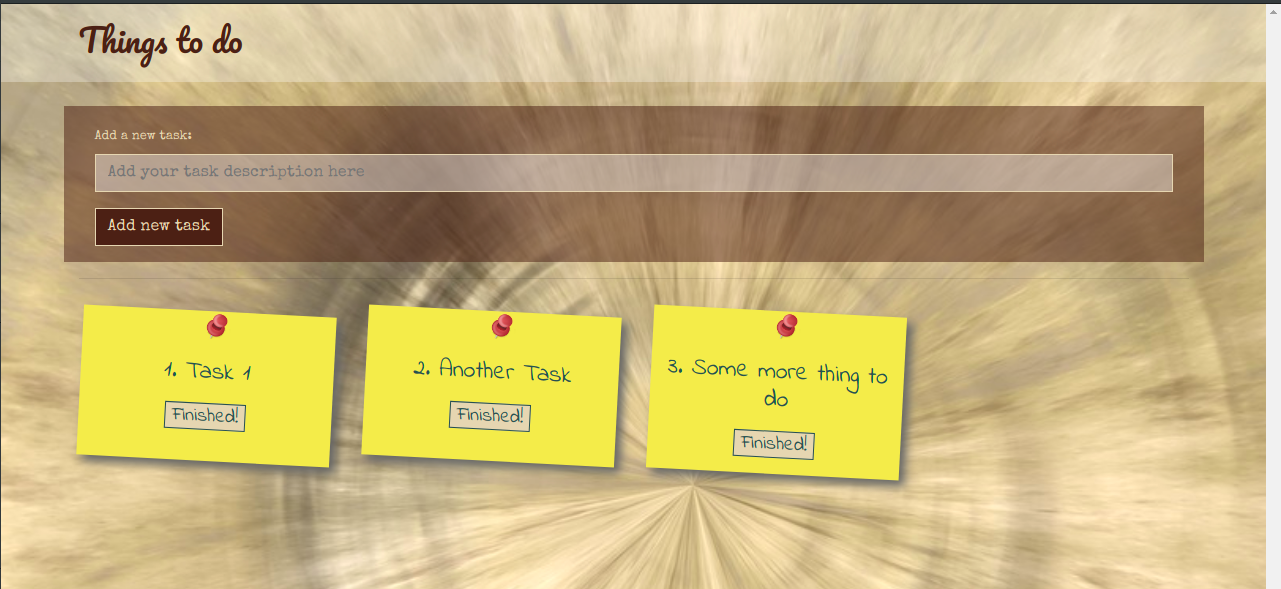 Things to do
Add a new task:
Add your task description here
Add new task
1. Task 1
Finished!
2. Another Task
Finished!
3. Some more thing to
do
Finished!